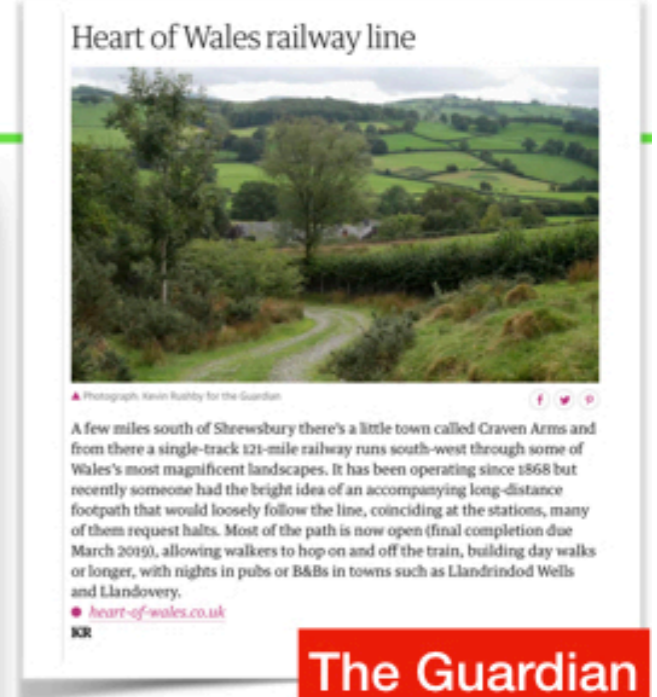 Heart of Wales railway line
Photograph: Kevin Rushby for the Guardian
A few miles south of Shrewsbury there's a little town called Craven Arms and
from there a single-track 121-mile railway runs south-west through some of
Wales's most magnificent landscapes. It has been operating since 1868 but
recently someone had the bright idea of an accompanying long-distance
footpath that would loosely follow the line, coinciding at the stations, many
of them request halts. Most of the path is now open (final completion due
March 2019), allowing walkers to hop on and off the train, building day walks
or longer, with nights in pubs or B&Bs in towns such as Llandrindod Wells
and Llandovery.
heart-of-wales.co.uk
KR
The Guardian